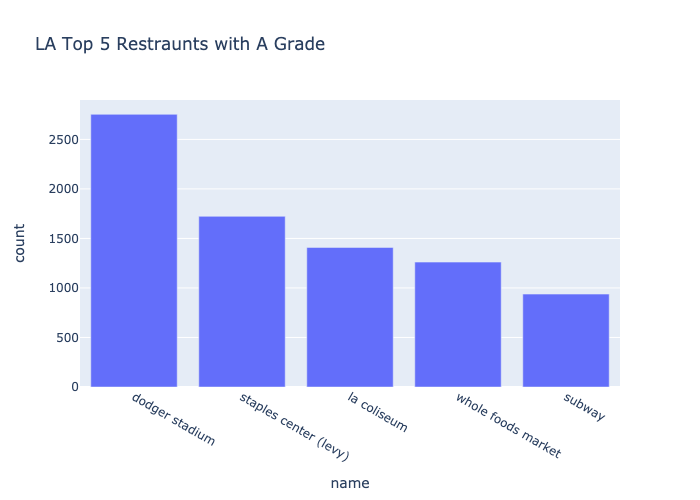 LA Top 5 Restraunts with A Grade
count
2500
2000
1500
1000
500
0
dodger stadium
staples center (levy)
la coliseum
whole foods market
subway
name